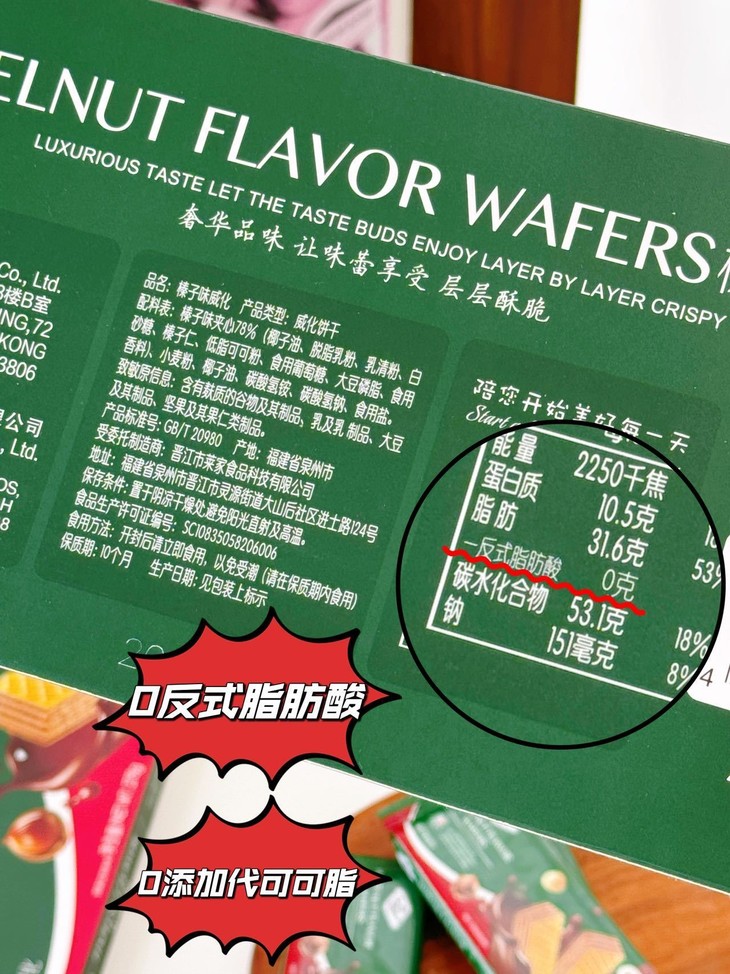 ELNUT FLAVOR WAFERS
LUXURIOUS TASTE LET THE TASTE BUDS ENJOY LAYER BY LAYER CRISPY
奢华品味 让味蕾享受 层层酥脆
Co., Ltd.
3楼B室
ING,72
KONG
3806
限公司
, Ltd.
OS,
H
8
品名: 榛子味威化 产品类型: 威化饼干
配料表: 榛子味夹心78% (椰子油、脱脂乳粉、乳清粉、白
砂糖、榛子仁、低脂可可粉、食用葡萄糖、大豆磷脂、食用
香料)、小麦粉、椰子油、碳酸氢铵、碳酸氢钠、食用盐。
致敏原信息: 含有麸质的谷物及其制品、乳及乳制品、大豆
及其制品、坚果及其果仁类制品。
产品标准号: GB/T 20980 产地: 福建省泉州市
受委托制造商: 晋江市莱家食品科技有限公司
地址: 福建省泉州市晋江市灵源街道大山后社区进士路124号
保存条件: 置于阴凉干燥处,避免阳光直射及高温。
食品生产许可证编号: SC10835058206006
食用方法: 开封后请立即食用, 以免受潮 (请在保质期内食用)
保质期: 10个月 生产日期: 见包装上标示
陪您开始美好每一天
Start
能量 2250千焦
蛋白质 10.5克
脂肪 31.6克 53%
一反式脂肪酸 0克
碳水化合物 53.1克 18%
钠 151毫克 8%
4
0反式脂肪酸
0添加代可可脂